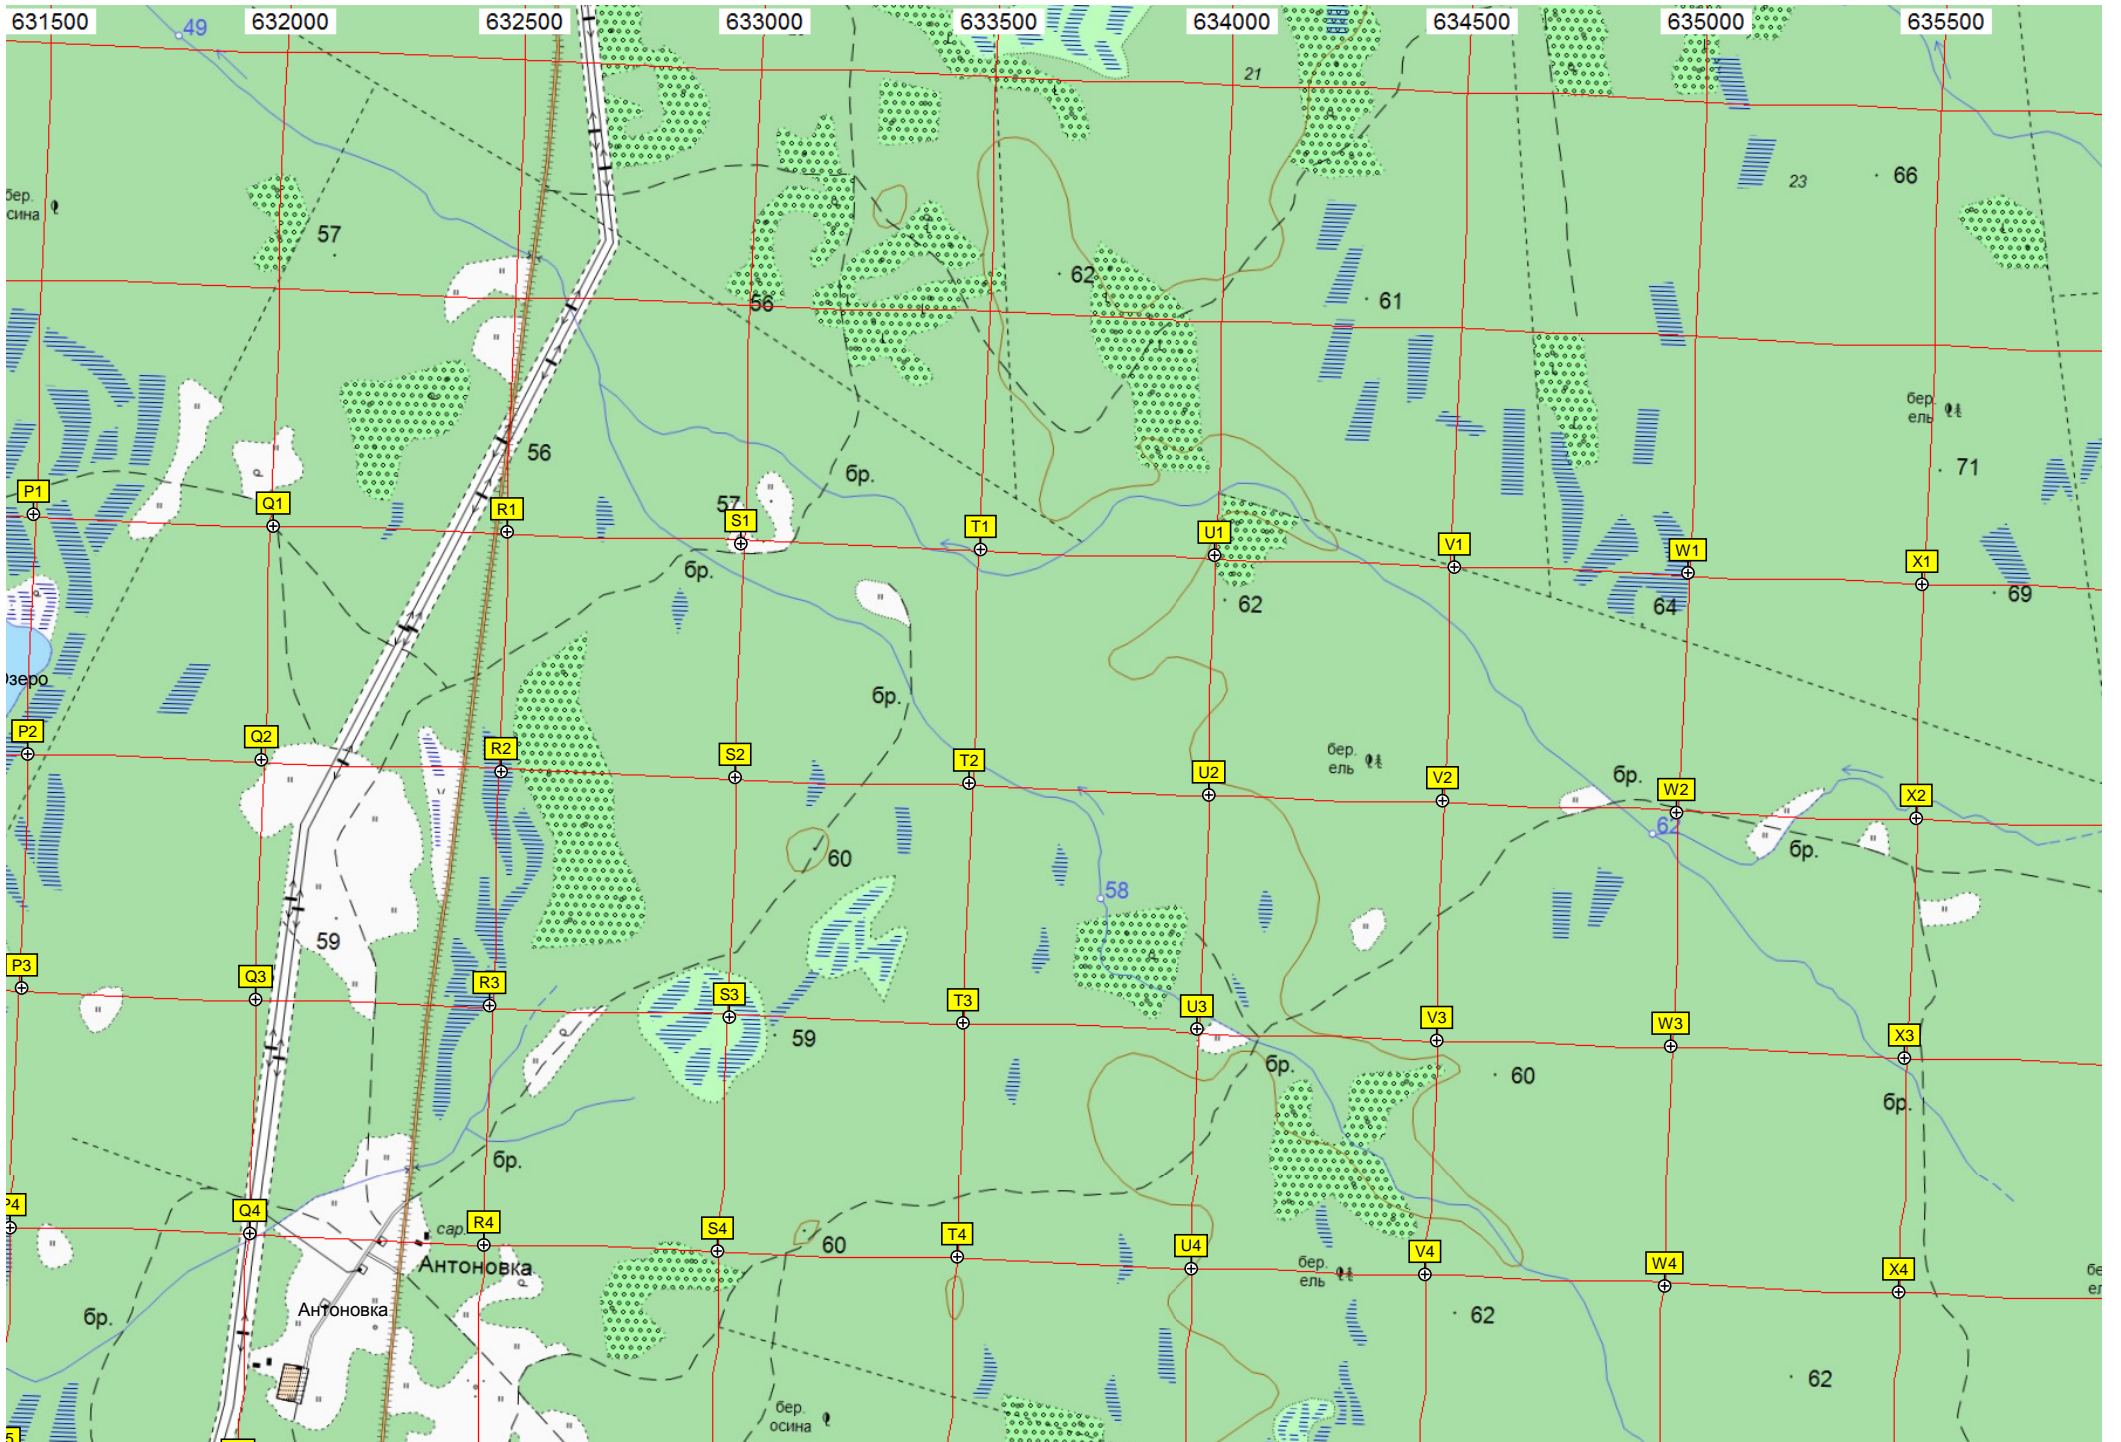 631500 632000 632500 633000 633500 634000 634500 635000 635500
49
21
23
66
бер.
сина
57
62
61
56
бер.
ель
71
56
бр.
P1
Q1
R1
57
S1
T1
U1
V1
W1
X1
бр.
62
64
69
бр.
P2
Q2
R2
S2
T2
U2
V2
W2
X2
бер.
ель
бр.
62
бр.
60
58
59
P3
Q3
R3
S3
T3
U3
V3
W3
X3
59
бр.
60
бр.
бр.
P4
Q4
сар.
R4
S4
60
T4
U4
V4
W4
X4
Антоновка
бер.
ель
Антоновка
бр.
62
62
бер.
осина
5